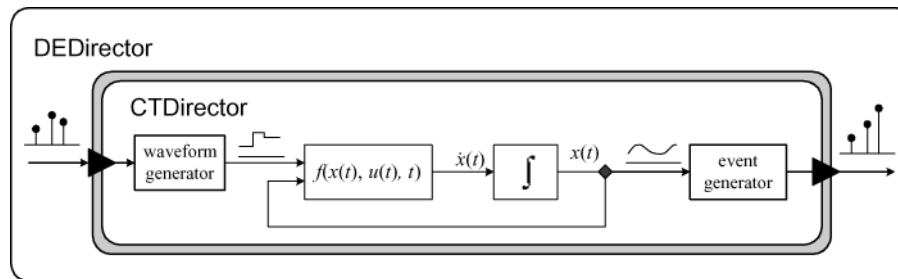 DEDirector
CTDirector
waveform
generator
f(x(t), u(t), t)
ẋ(t)
∫
x(t)
event
generator